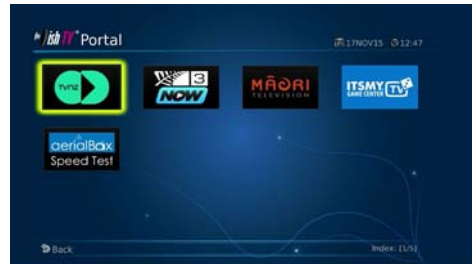 DishTV Portal
17NOV15 12:47
TVNZ
3
NOW
MĀORI
TELEVISION
ITSMY TV
GAME CENTER
aerialBox
Speed Test
Back
Index: [1/5]